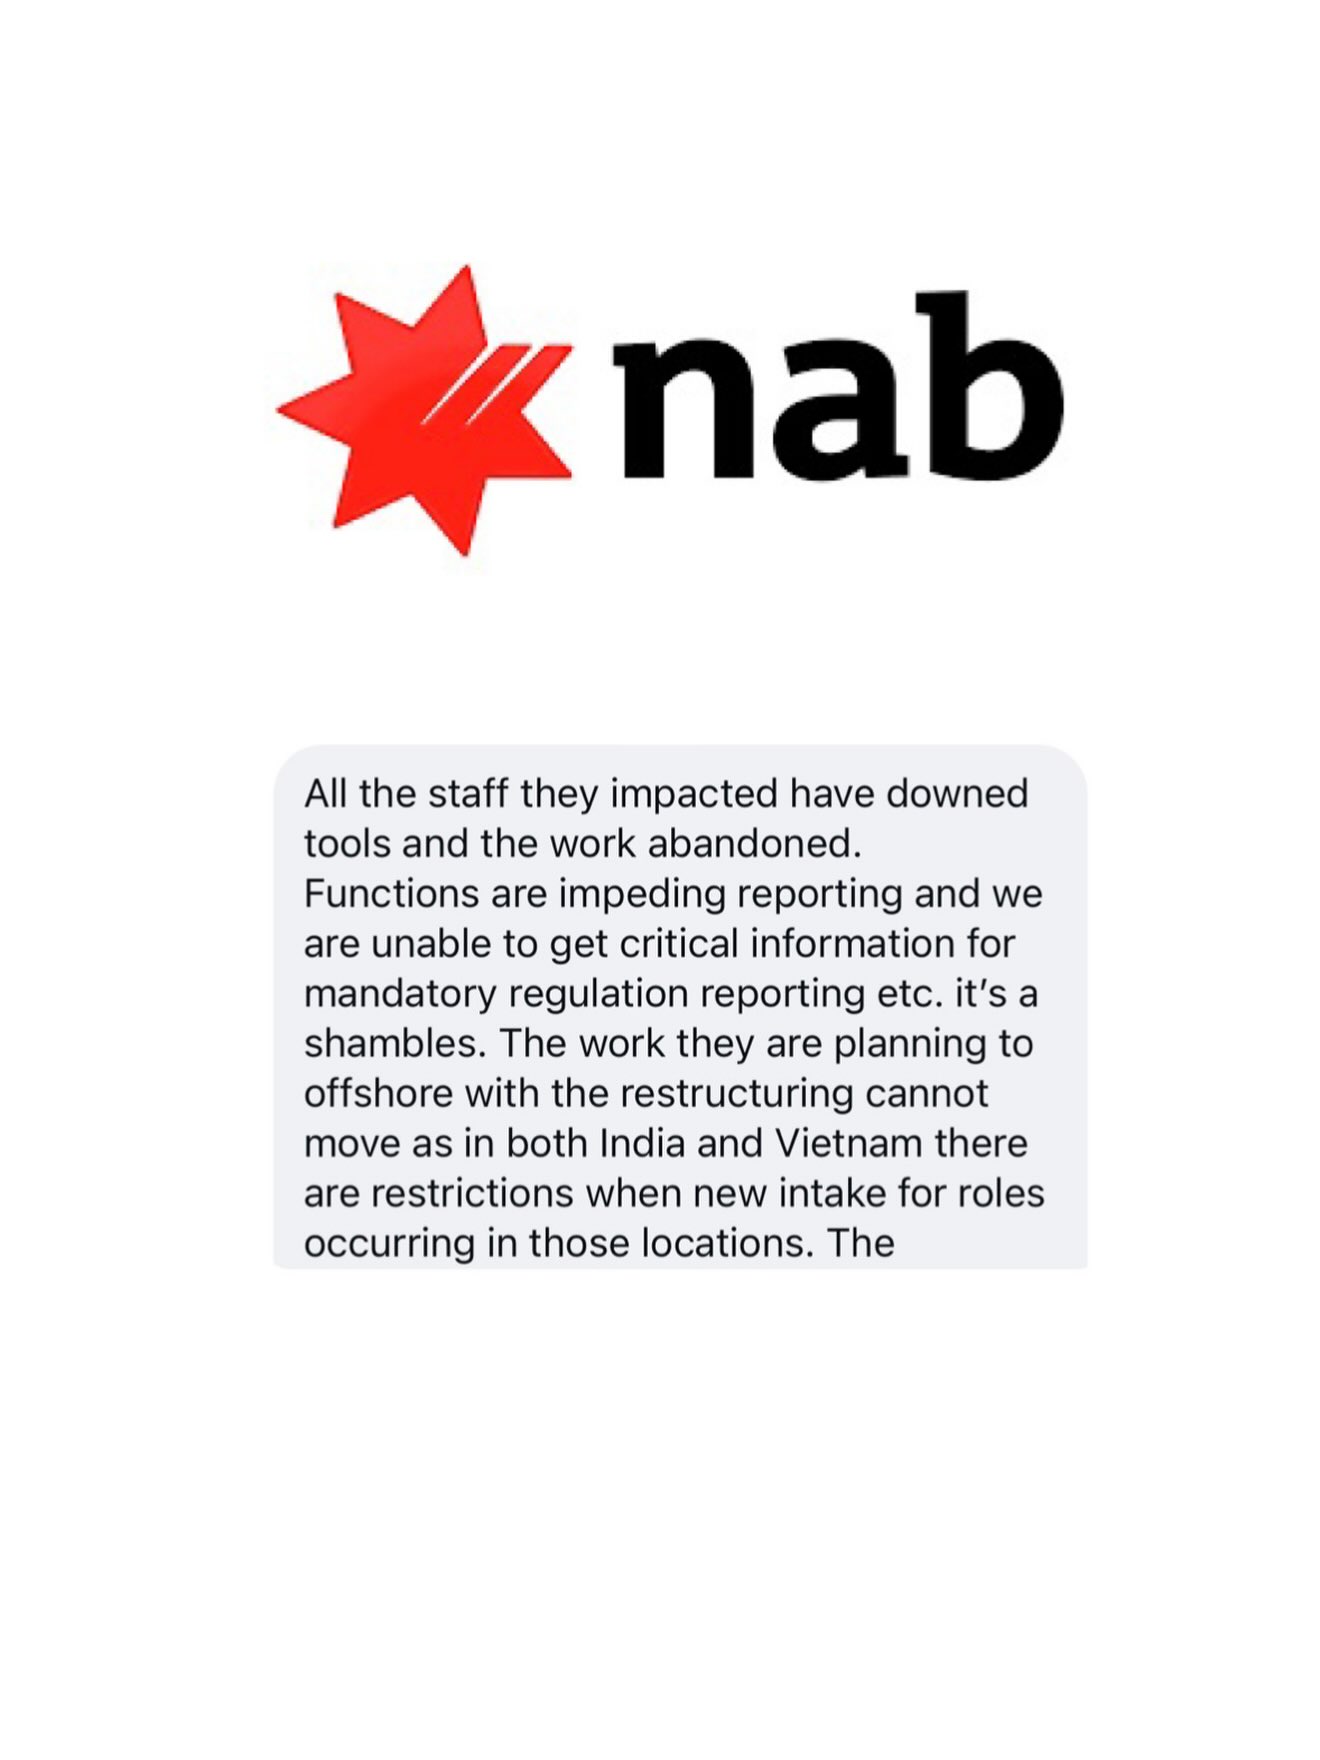 nab
All the staff they impacted have downed
tools and the work abandoned.
Functions are impeding reporting and we
are unable to get critical information for
mandatory regulation reporting etc. it’s a
shambles. The work they are planning to
offshore with the restructuring cannot
move as in both India and Vietnam there
are restrictions when new intake for roles
occurring in those locations. The